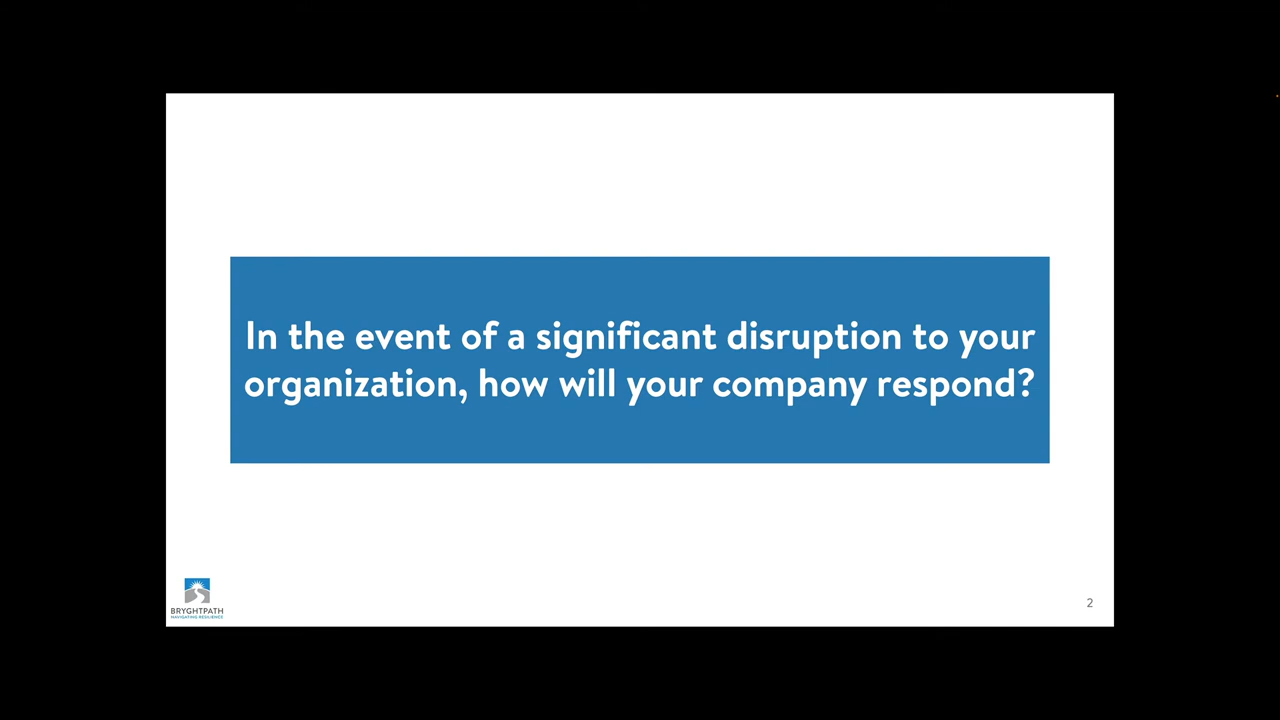 In the event of a significant disruption to your
organization, how will your company respond?
BRYGHTPATH
NAVIGATING RESILIENCE
2